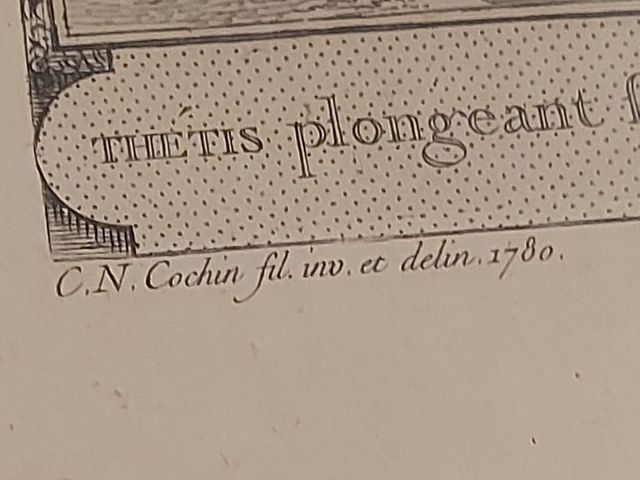 THÉTIS plongeant
C.N. Cochin fil. inv. et delin. 1780.